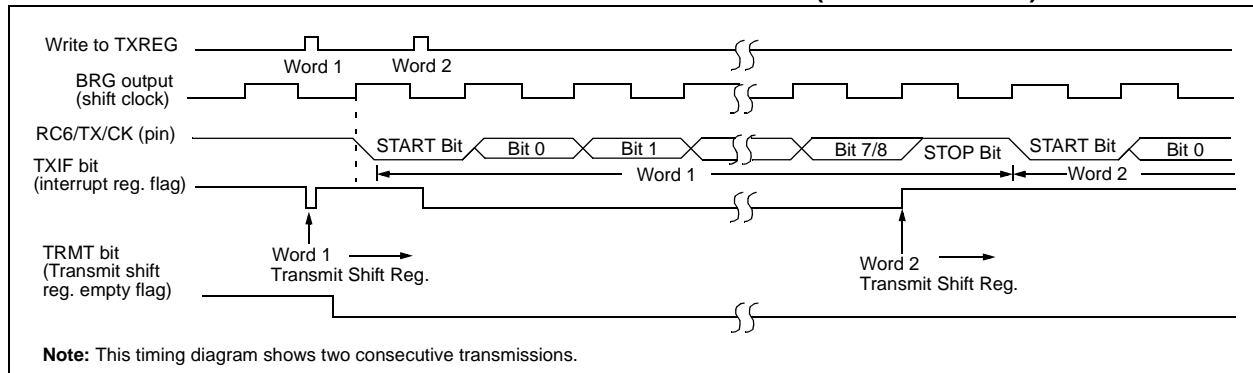 Write to TXREG
Word 1
Word 2
BRG output
(shift clock)
RC6/TX/CK (pin)
START Bit
Bit 0
Bit 1
Bit 7/8
STOP Bit
START Bit
Bit 0
Word 1
Word 2
TXIF bit
(interrupt reg. flag)
Word 1
Transmit Shift Reg.
Word 2
Transmit Shift Reg.
TRMT bit
(Transmit shift
reg. empty flag)
Note: This timing diagram shows two consecutive transmissions.